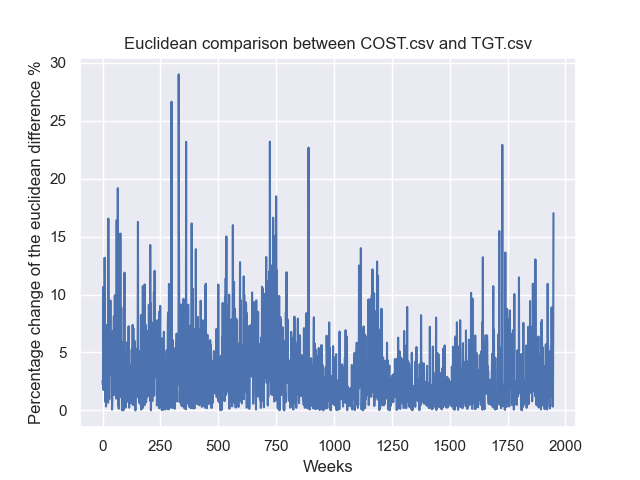 Euclidean comparison between COST.csv and TGT.csv
Percentage change of the euclidean difference %
30
25
20
15
10
5
0
0 250 500 750 1000 1250 1500 1750 2000
Weeks